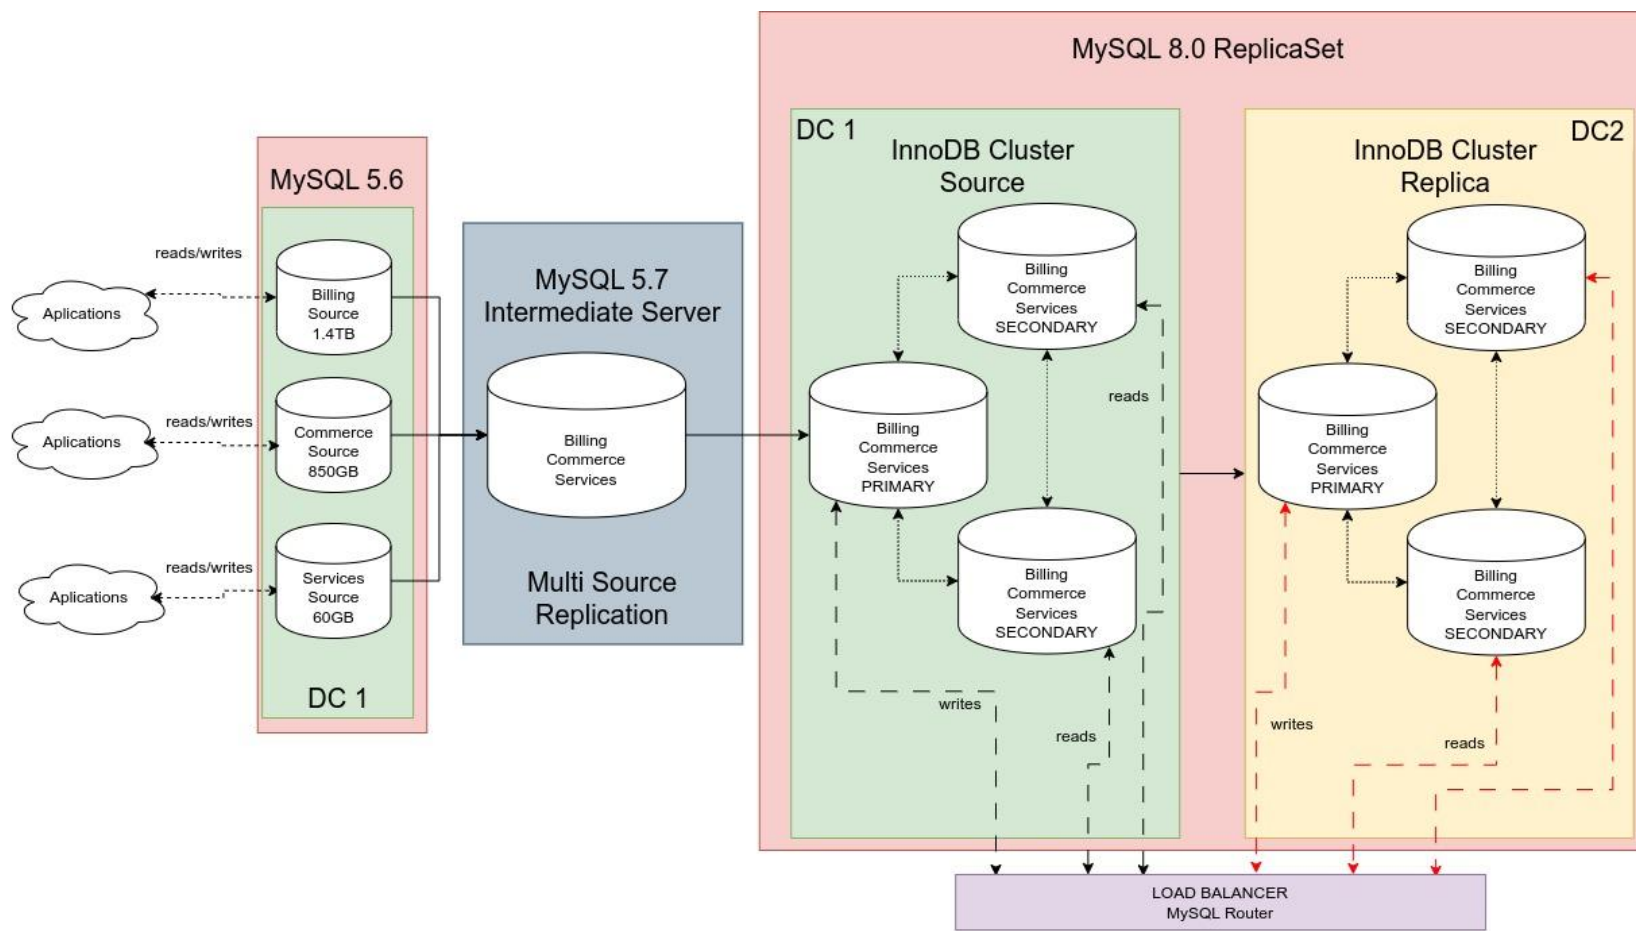 MySQL 8.0 ReplicaSet
MySQL 5.6
reads/writes
Aplications
Billing
Source
1.4TB
reads/writes
Aplications
Commerce
Source
850GB
reads/writes
Aplications
Services
Source
60GB
DC 1
MySQL 5.7
Intermediate Server
Billing
Commerce
Services
Multi Source
Replication
DC 1
InnoDB Cluster
Source
Billing
Commerce
Services
SECONDARY
reads
Billing
Commerce
Services
PRIMARY
Billing
Commerce
Services
SECONDARY
writes
reads
DC2
InnoDB Cluster
Replica
Billing
Commerce
Services
SECONDARY
Billing
Commerce
Services
PRIMARY
Billing
Commerce
Services
SECONDARY
writes
reads
LOAD BALANCER
MySQL Router